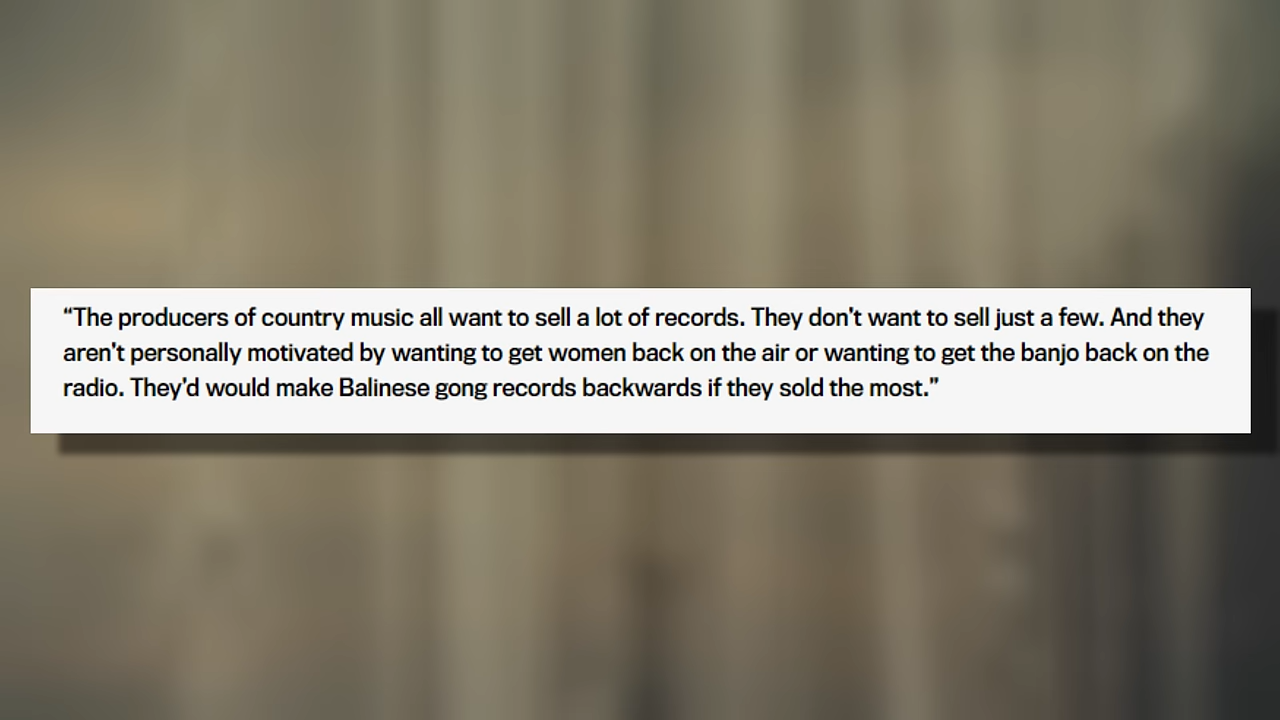 “The producers of country music all want to sell a lot of records. They don’t want to sell just a few. And they
aren’t personally motivated by wanting to get women back on the air or wanting to get the banjo back on the
radio. They’d would make Balinese gong records backwards if they sold the most.”